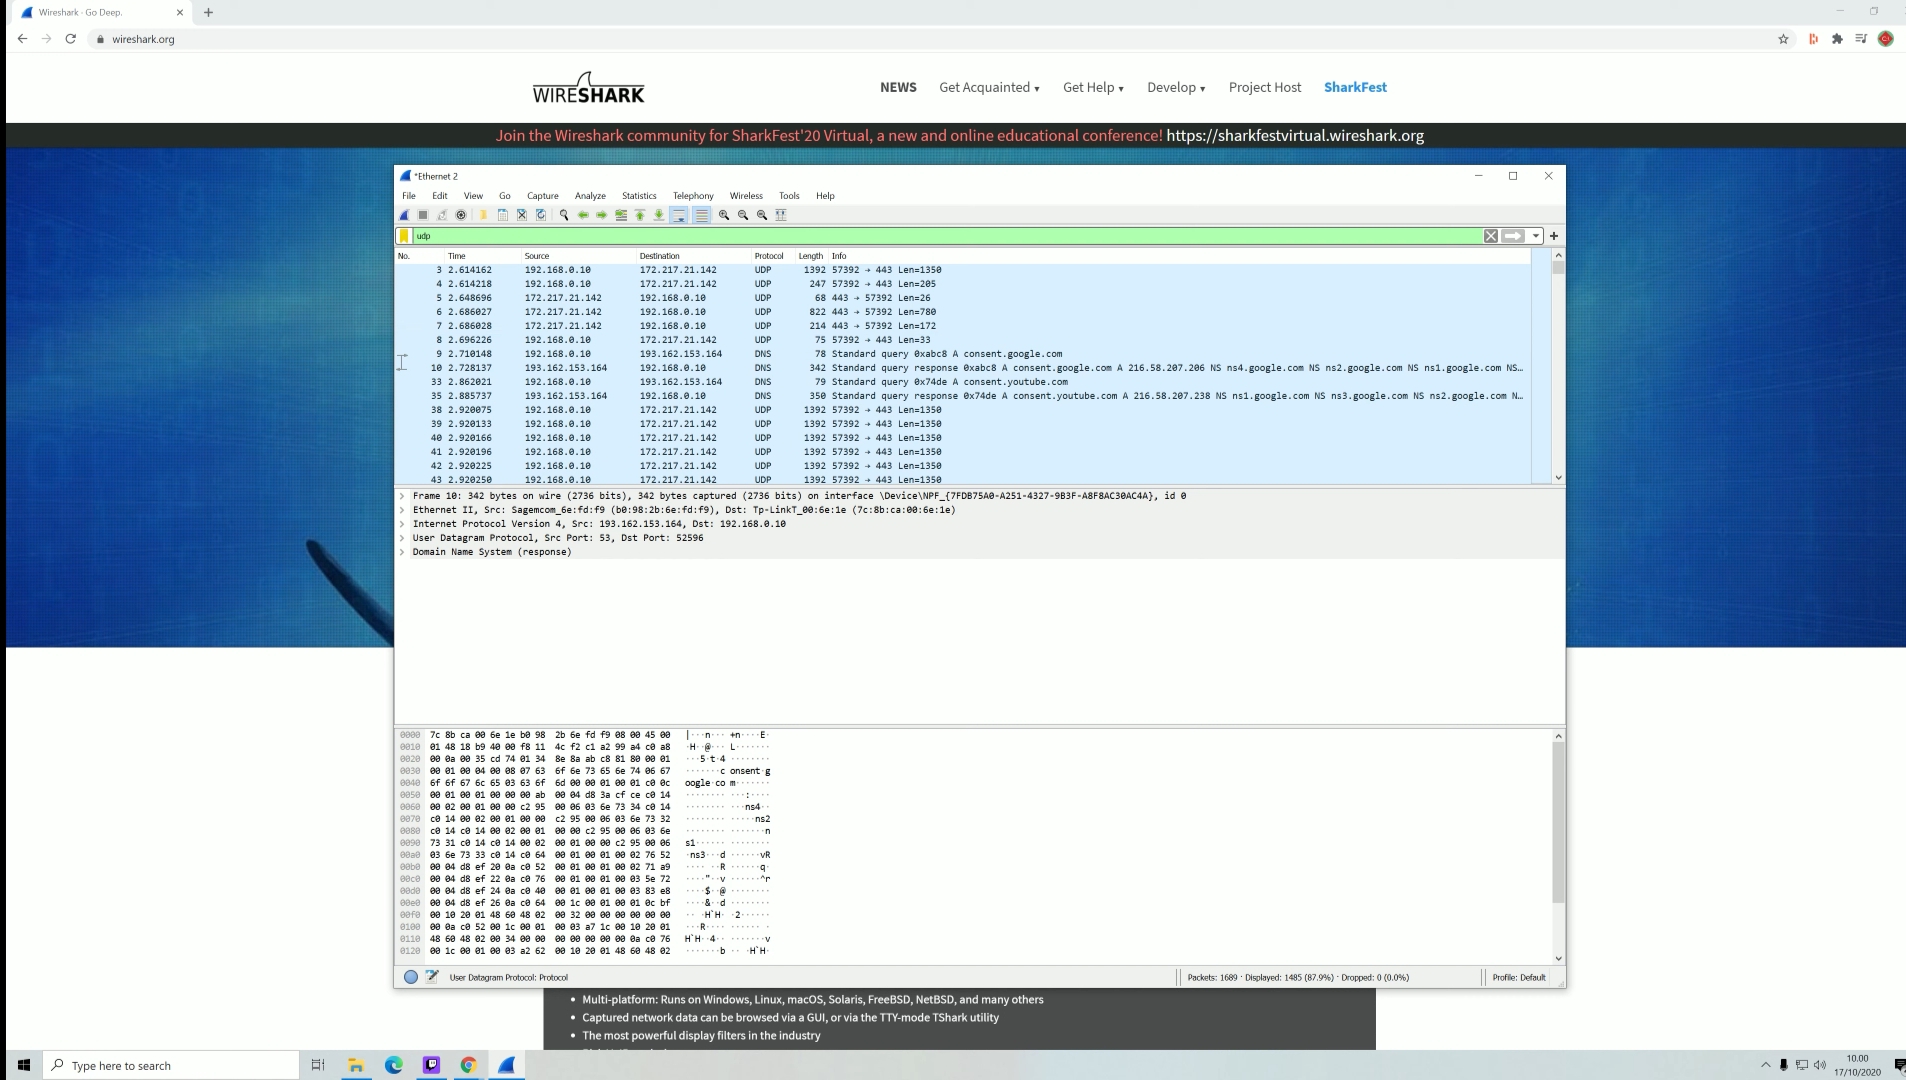 Wireshark · Go Deep.
wireshark.org
WIRESHARK
NEWS Get Acquainted ▾ Get Help ▾ Develop ▾ Project Host SharkFest
Join the Wireshark community for SharkFest'20 Virtual, a new and online educational conference! https://sharkfestvirtual.wireshark.org
*Ethernet 2
File Edit View Go Capture Analyze Statistics Telephony Wireless Tools Help
udp
No. Time Source Destination Protocol Length Info
3 2.614162 192.168.0.10 172.217.21.142 UDP 1392 57392 → 443 Len=1350
4 2.614218 192.168.0.10 172.217.21.142 UDP 247 57392 → 443 Len=205
5 2.648696 172.217.21.142 192.168.0.10 UDP 68 443 → 57392 Len=26
6 2.686027 172.217.21.142 192.168.0.10 UDP 822 443 → 57392 Len=780
7 2.686028 172.217.21.142 192.168.0.10 UDP 214 443 → 57392 Len=172
8 2.696226 192.168.0.10 172.217.21.142 UDP 75 57392 → 443 Len=33
9 2.710148 192.168.0.10 193.162.153.164 DNS 78 Standard query 0xabc8 A consent.google.com
10 2.728137 193.162.153.164 192.168.0.10 DNS 342 Standard query response 0xabc8 A consent.google.com A 216.58.207.206 NS ns4.google.com NS ns2.google.com NS ns1.google.com NS…
33 2.862021 192.168.0.10 193.162.153.164 DNS 79 Standard query 0x74de A consent.youtube.com
35 2.885737 193.162.153.164 192.168.0.10 DNS 350 Standard query response 0x74de A consent.youtube.com A 216.58.207.238 NS ns1.google.com NS ns3.google.com NS ns2.google.com N…
38 2.920075 192.168.0.10 172.217.21.142 UDP 1392 57392 → 443 Len=1350
39 2.920133 192.168.0.10 172.217.21.142 UDP 1392 57392 → 443 Len=1350
40 2.920166 192.168.0.10 172.217.21.142 UDP 1392 57392 → 443 Len=1350
41 2.920196 192.168.0.10 172.217.21.142 UDP 1392 57392 → 443 Len=1350
42 2.920225 192.168.0.10 172.217.21.142 UDP 1392 57392 → 443 Len=1350
43 2.920250 192.168.0.10 172.217.21.142 UDP 1392 57392 → 443 Len=1350
Frame 10: 342 bytes on wire (2736 bits), 342 bytes captured (2736 bits) on interface \Device\NPF_{7FDB75A0-A251-4327-9B3F-A8F8AC30AC4A}, id 0
Ethernet II, Src: Sagemcom_6e:fd:f9 (b0:98:2b:6e:fd:f9), Dst: Tp-LinkT_00:6e:1e (7c:8b:ca:00:6e:1e)
Internet Protocol Version 4, Src: 193.162.153.164, Dst: 192.168.0.10
User Datagram Protocol, Src Port: 53, Dst Port: 52596
Domain Name System (response)
0000 7c 8b ca 00 6e 1e b0 98 2b 6e fd f9 08 00 45 00 |···n··· +n····E·
0010 01 48 18 b9 40 00 f8 11 4c f2 c1 a2 99 a4 c0 a8 ·H··@··· L·······
0020 00 0a 00 35 cd 74 01 34 8e 8a ab c8 81 80 00 01 ···5·t·4 ········
0030 00 01 00 04 00 08 07 63 6f 6e 73 65 6e 74 06 67 ·······c onsent·g
0040 6f 6f 67 6c 65 03 63 6f 6d 00 00 01 00 01 c0 0c oogle·co m·······
0050 00 01 00 01 00 00 00 ab 00 04 d8 3a cf ce c0 14 ········ ···:····
0060 00 02 00 01 00 00 c2 95 00 06 03 6e 73 34 c0 14 ········ ···ns4··
0070 c0 14 00 02 00 01 00 00 c2 95 00 06 03 6e 73 32 ········ ·····ns2
0080 c0 14 c0 14 00 02 00 01 00 00 c2 95 00 06 03 6e ········ ·······n
0090 73 31 c0 14 c0 14 00 02 00 01 00 00 c2 95 00 06 s1······ ········
00a0 03 6e 73 33 c0 14 c0 64 00 01 00 01 00 02 76 52 ·ns3···d ······vR
00b0 00 04 d8 ef 20 0a c0 52 00 01 00 01 00 02 71 a9 ···· ··R ······q·
00c0 00 04 d8 ef 22 0a c0 76 00 01 00 01 00 03 5e 72 ····"··v ······^r
00d0 00 04 d8 ef 24 0a c0 40 00 01 00 01 00 03 83 e8 ····$··@ ········
00e0 00 04 d8 ef 26 0a c0 64 00 1c 00 01 00 01 0c bf ····&··d ········
00f0 00 10 20 01 48 60 48 02 00 32 00 00 00 00 00 00 ·· ·H`H· ·2······
0100 00 0a c0 52 00 1c 00 01 00 03 a7 1c 00 10 20 01 ···R···· ······ ·
0110 48 60 48 02 00 34 00 00 00 00 00 00 00 0a c0 76 H`H··4·· ·······v
0120 00 1c 00 01 00 03 a2 62 00 10 20 01 48 60 48 02 ·······b ·· ·H`H·
User Datagram Protocol: Protocol
Packets: 1689 · Displayed: 1485 (87.9%) · Dropped: 0 (0.0%)
Profile: Default
• Multi-platform: Runs on Windows, Linux, macOS, Solaris, FreeBSD, NetBSD, and many others
• Captured network data can be browsed via a GUI, or via the TTY-mode TShark utility
• The most powerful display filters in the industry
Type here to search
10.00
17/10/2020